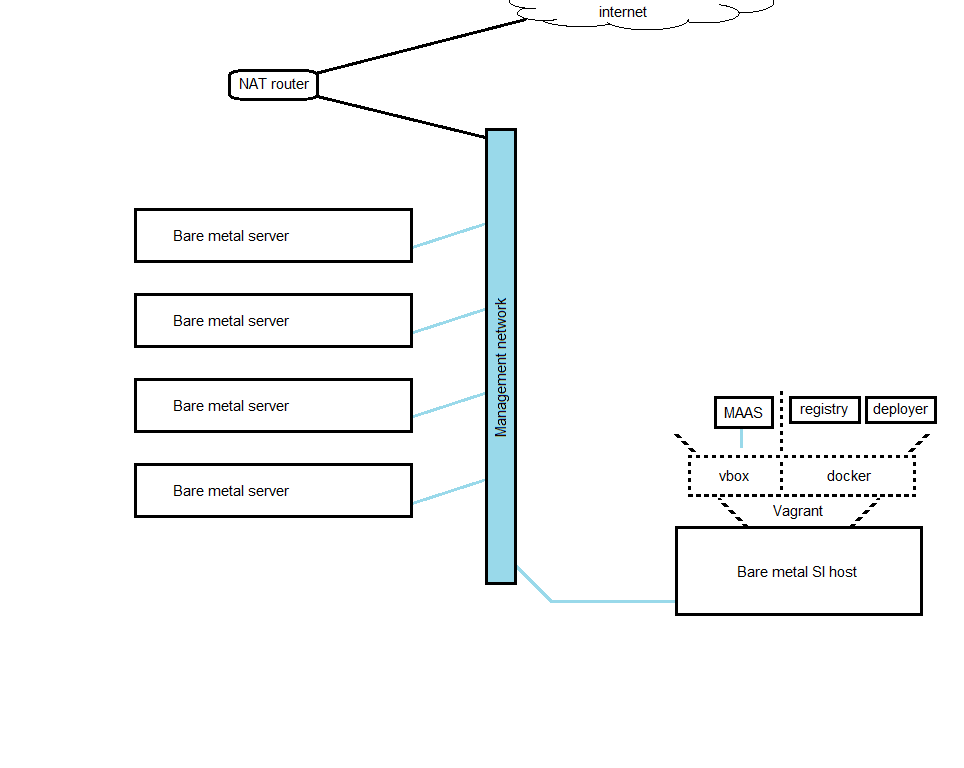 internet
NAT router
Bare metal server
Bare metal server
Bare metal server
Bare metal server
Management network
MAAS
registry
deployer
vbox
docker
Vagrant
Bare metal SI host